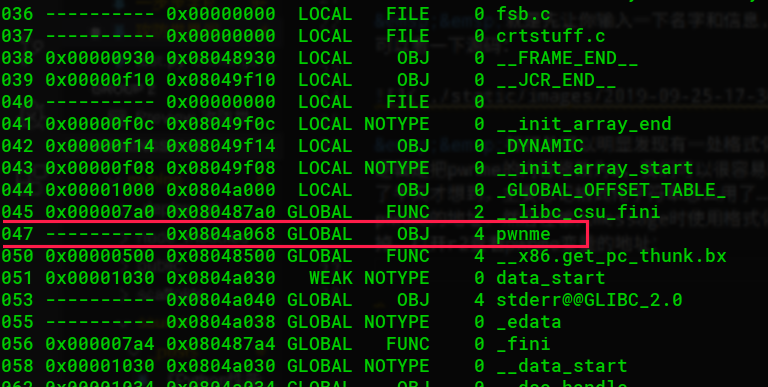 036 ---------- 0x00000000 LOCAL FILE 0 fsb.c
037 ---------- 0x00000000 LOCAL FILE 0 crtstuff.c
038 0x00000930 0x08048930 LOCAL OBJ 0 __FRAME_END__
039 0x00000f10 0x08049f10 LOCAL OBJ 0 __JCR_END__
040 ---------- 0x00000000 LOCAL FILE 0
041 0x00000f0c 0x08049f0c LOCAL NOTYPE 0 __init_array_end
042 0x00000f14 0x08049f14 LOCAL OBJ 0 _DYNAMIC
043 0x00000f08 0x08049f08 LOCAL NOTYPE 0 __init_array_start
044 0x00001000 0x0804a000 LOCAL OBJ 0 _GLOBAL_OFFSET_TABLE_
045 0x000007a0 0x080487a0 GLOBAL FUNC 2 __libc_csu_fini
047 ---------- 0x0804a068 GLOBAL OBJ 4 pwnme
050 0x00000500 0x08048500 GLOBAL FUNC 4 __x86.get_pc_thunk.bx
051 0x00001030 0x0804a030 WEAK NOTYPE 0 data_start
053 ---------- 0x0804a040 GLOBAL OBJ 4 stderr@@GLIBC_2.0
055 ---------- 0x0804a038 GLOBAL NOTYPE 0 _edata
056 0x000007a4 0x080487a4 GLOBAL FUNC 0 _fini
058 0x00001030 0x0804a030 GLOBAL NOTYPE 0 __data_start